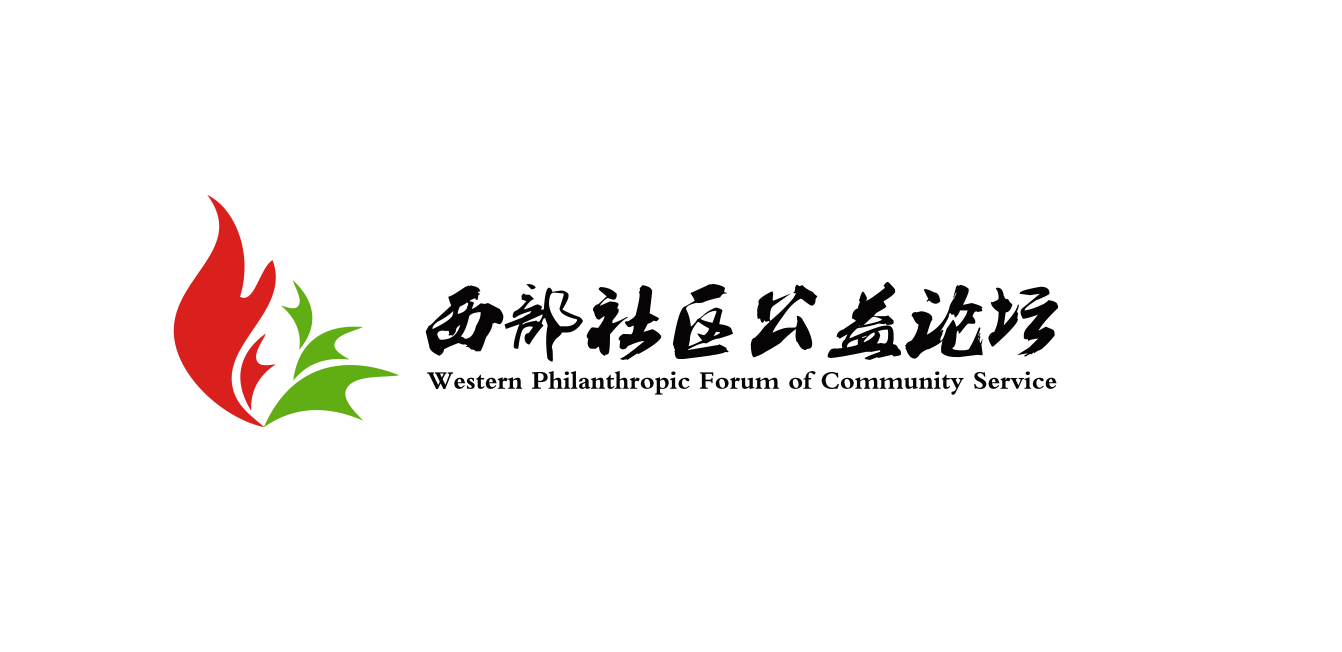 西部社区公益论坛
Western Philanthropic Forum of Community Service